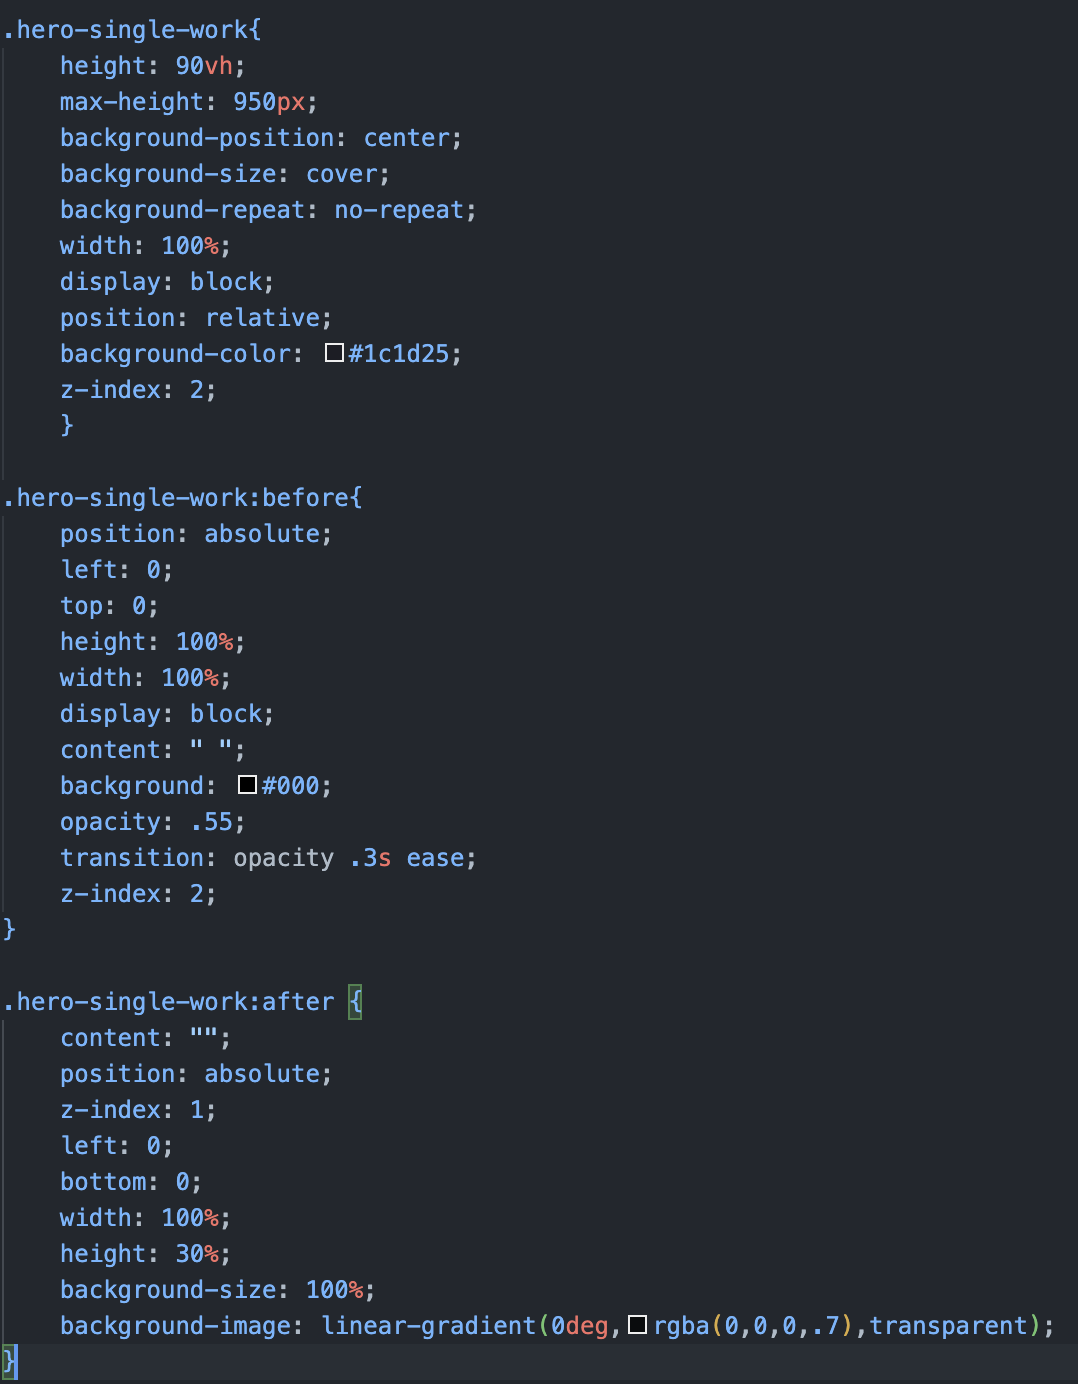 .hero-single-work{
    height: 90vh;
    max-height: 950px;
    background-position: center;
    background-size: cover;
    background-repeat: no-repeat;
    width: 100%;
    display: block;
    position: relative;
    background-color: #1c1d25;
    z-index: 2;
    }
.hero-single-work:before{
    position: absolute;
    left: 0;
    top: 0;
    height: 100%;
    width: 100%;
    display: block;
    content: " ";
    background: #000;
    opacity: .55;
    transition: opacity .3s ease;
    z-index: 2;
}
.hero-single-work:after {
    content: "";
    position: absolute;
    z-index: 1;
    left: 0;
    bottom: 0;
    width: 100%;
    height: 30%;
    background-size: 100%;
    background-image: linear-gradient(0deg,rgba(0,0,0,.7),transparent);
}